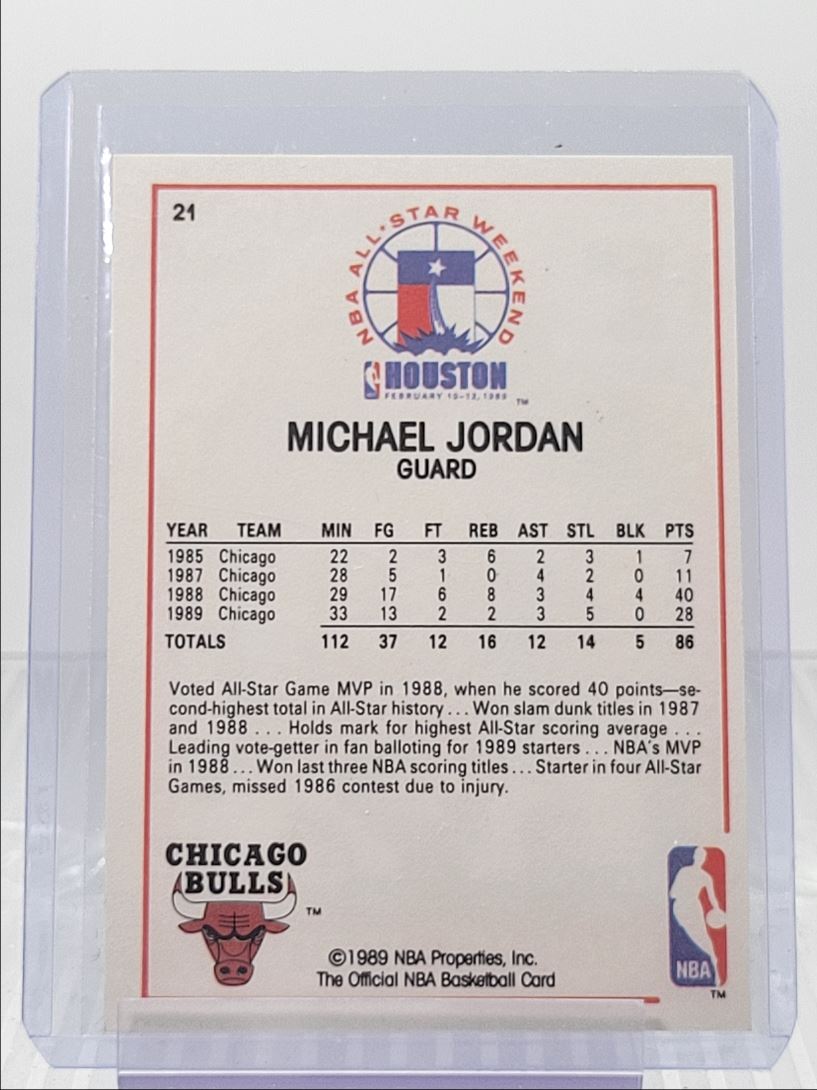 21
NBA ALL·STAR WEEKEND
HOUSTON
FEBRUARY 10-12, 1989
TM
MICHAEL JORDAN
GUARD
YEAR TEAM MIN FG FT REB AST STL BLK PTS
1985 Chicago 22 2 3 6 2 3 1 7
1987 Chicago 28 5 1 0 4 2 0 11
1988 Chicago 29 17 6 8 3 4 4 40
1989 Chicago 33 13 2 2 3 5 0 28
TOTALS 112 37 12 16 12 14 5 86
Voted All-Star Game MVP in 1988, when he scored 40 points—se-
cond-highest total in All-Star history . . . Won slam dunk titles in 1987
and 1988 . . . Holds mark for highest All-Star scoring average . . .
Leading vote-getter in fan balloting for 1989 starters . . . NBA's MVP
in 1988 . . . Won last three NBA scoring titles . . . Starter in four All-Star
Games, missed 1986 contest due to injury.
CHICAGO
BULLS
TM
©1989 NBA Properties, Inc.
The Official NBA Basketball Card
NBA
TM